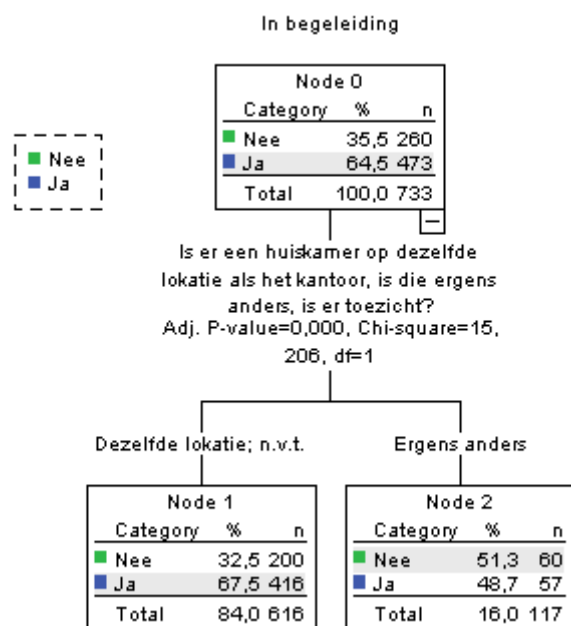 In begeleiding
Node 0
Category % n
Nee 35,5 260
Ja 64,5 473
Total 100,0 733
Nee
Ja
Is er een huiskamer op dezelfde
lokatie als het kantoor, is die ergens
anders, is er toezicht?
Adj. P-value=0,000, Chi-square=15,
206, df=1
Dezelfde lokatie; n.v.t.
Ergens anders
Node 1
Category % n
Nee 32,5 200
Ja 67,5 416
Total 84,0 616
Node 2
Category % n
Nee 51,3 60
Ja 48,7 57
Total 16,0 117